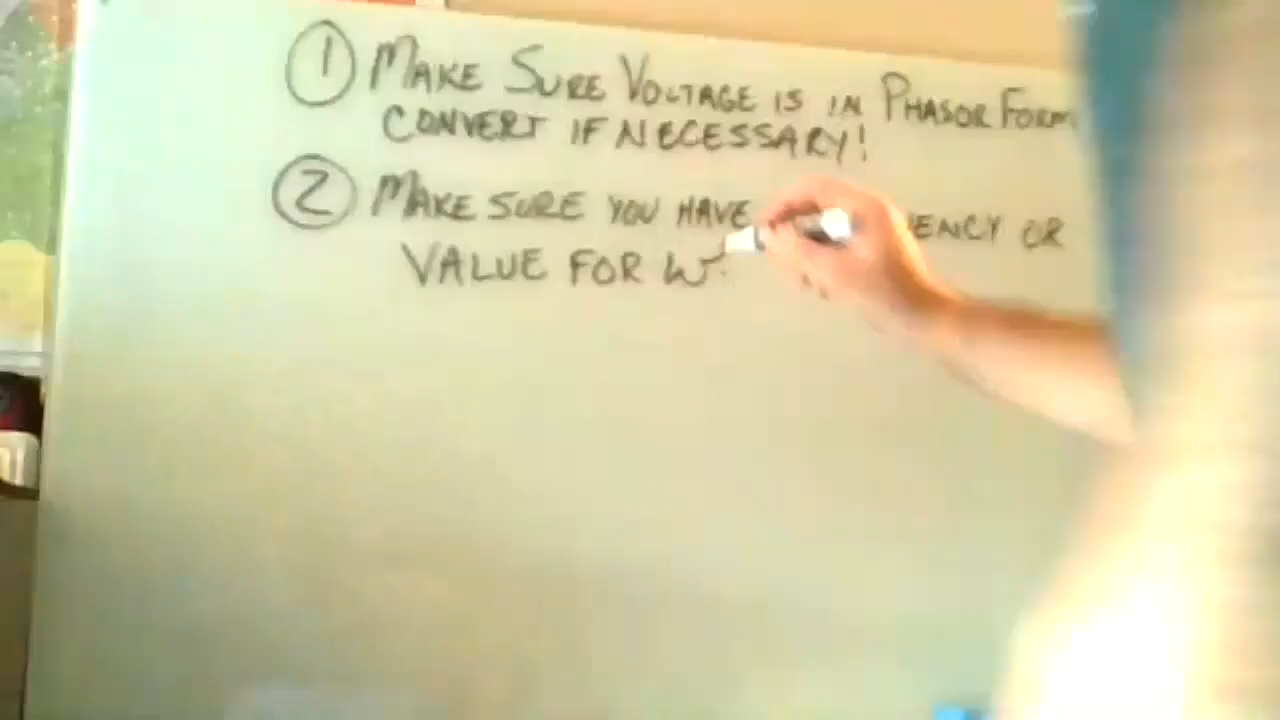 1 MAKE SURE VOLTAGE IS IN PHASOR FORM
CONVERT IF NECESSARY!
2 MAKE SURE YOU HAVE OR
VALUE FOR W.